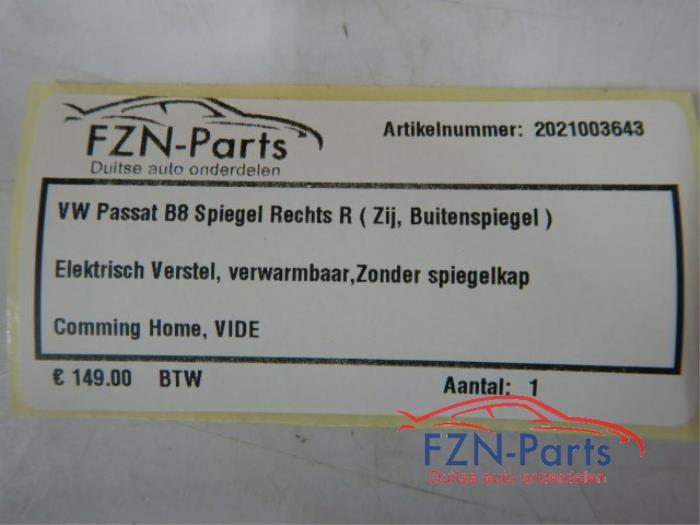 FZN-Parts
Duitse auto onderdelen
Artikelnummer: 2021003643
VW Passat B8 Spiegel Rechts R ( Zij, Buitenspiegel )
Elektrisch Verstel, verwarmbaar,Zonder spiegelkap
Comming Home, VIDE
€ 149.00 BTW
Aantal: 1
FZN-Parts
Duitse auto onderdelen